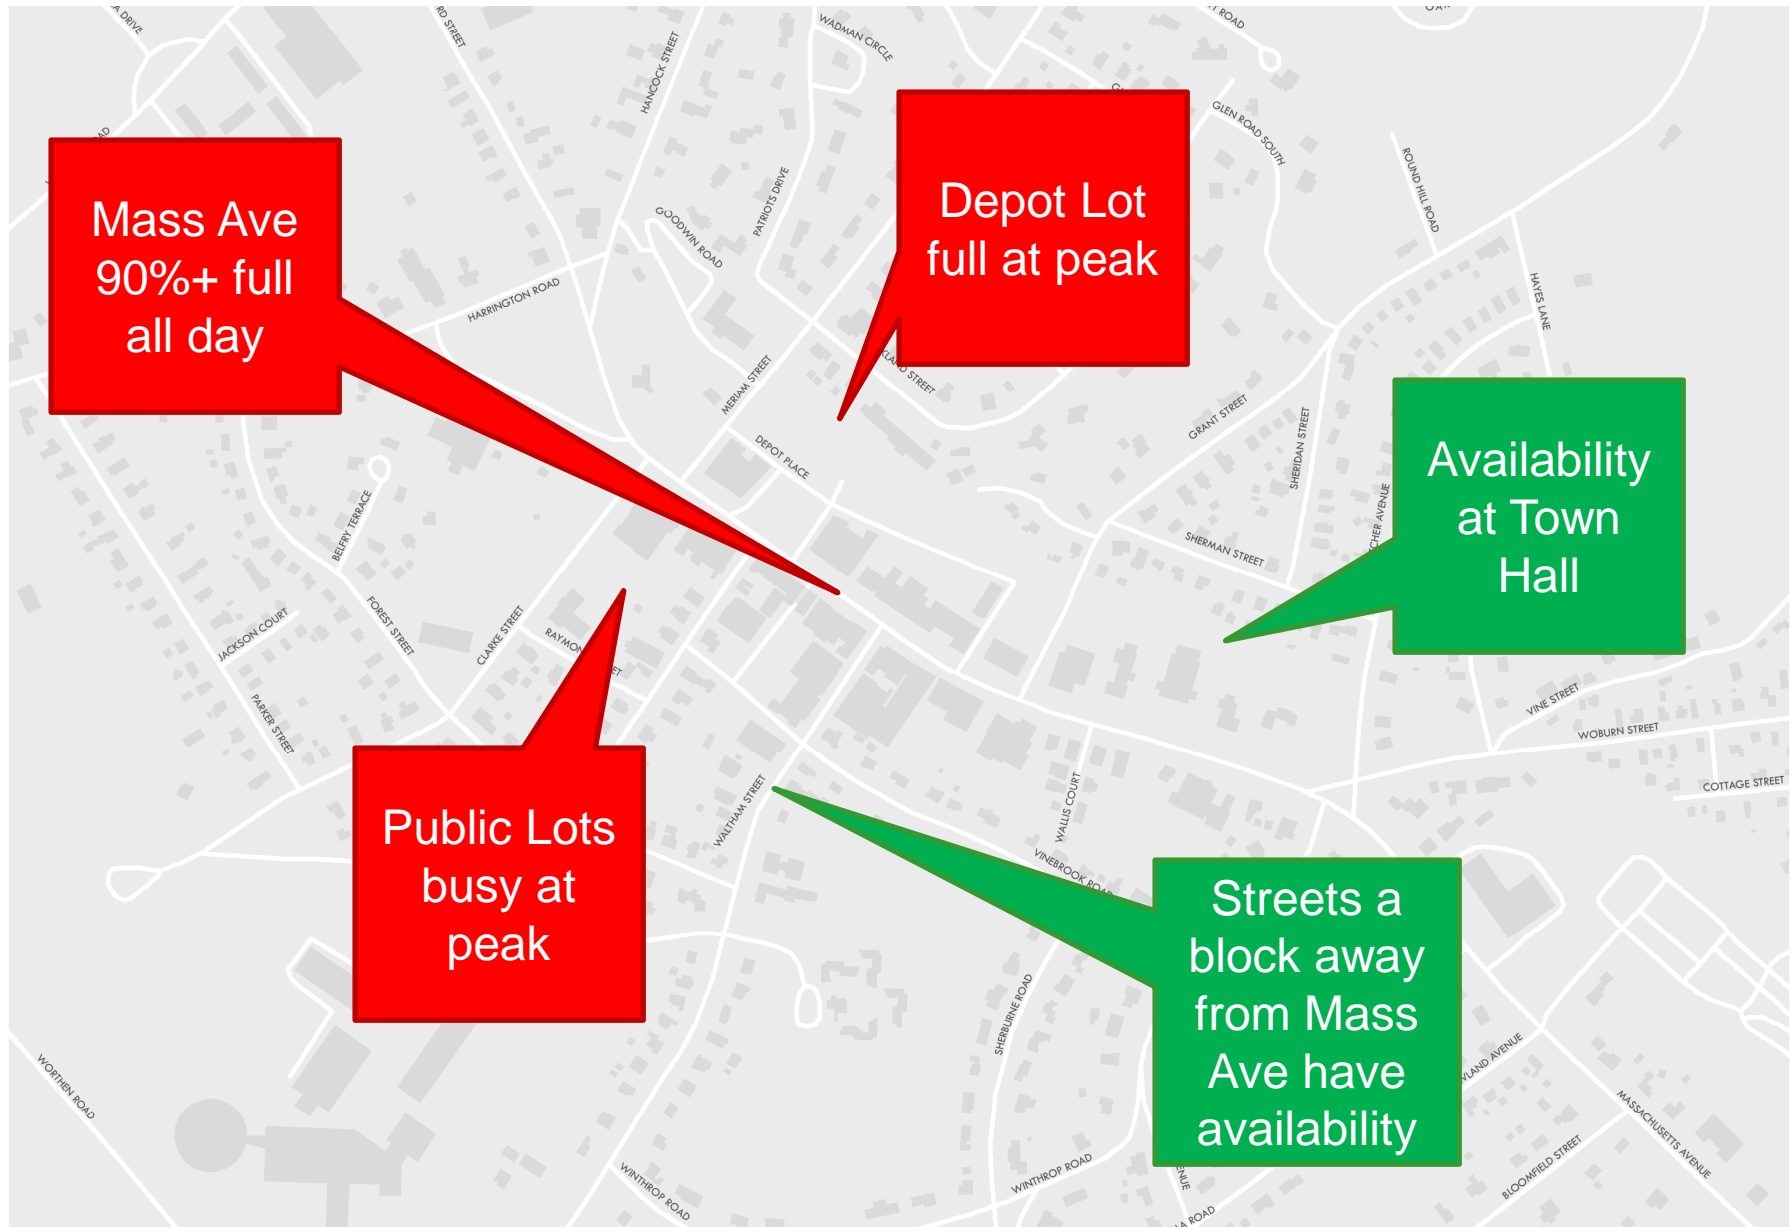 WADMAN CIRCLE
HANCOCK STREET
GLEN ROAD SOUTH
ROUND HILL ROAD
PATRIOTS DRIVE
GOODWIN ROAD
HARRINGTON ROAD
HAYES LANE
Mass Ave
90%+ full
all day
Depot Lot
full at peak
MERIAM STREET
DEPOT PLACE
GRANT STREET
SHERIDAN STREET
SHERMAN STREET
Availability
at Town
Hall
BELFRY TERRACE
FOREST STREET
JACKSON COURT
CLARKE STREET
PARKER STREET
VINE STREET
WOBURN STREET
COTTAGE STREET
WALTHAM STREET
WALLIS COURT
Public Lots
busy at
peak
Streets a
block away
from Mass
Ave have
availability
SHERBURNE ROAD
WORTHEN ROAD
MASSACHUSETTS AVENUE
BLOOMFIELD STREET
WINTHROP ROAD
WINTHROP ROAD